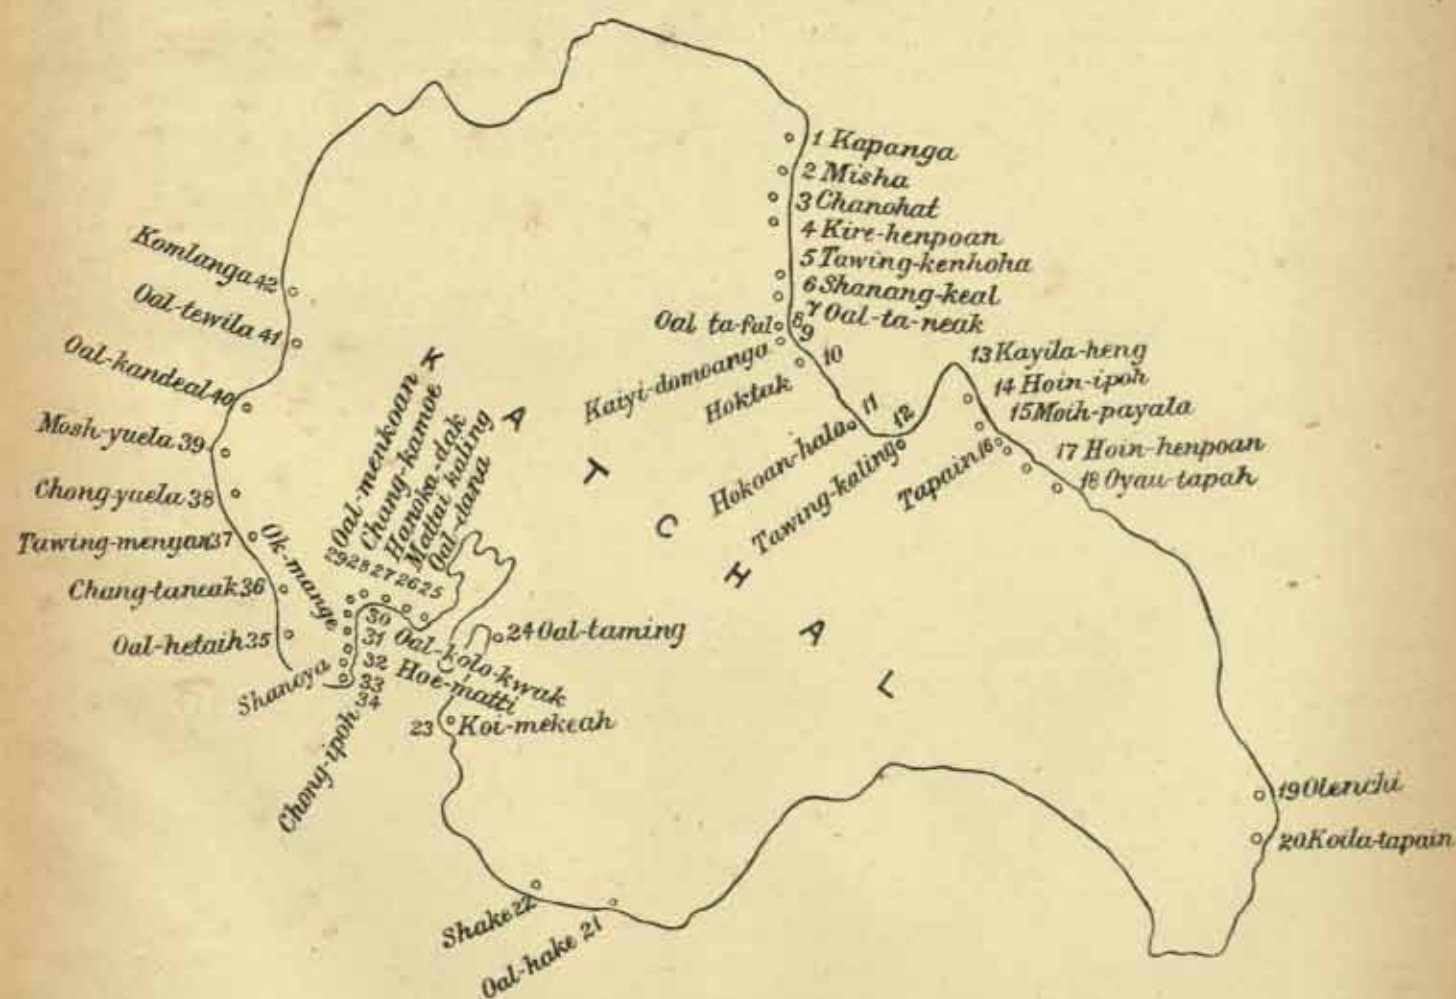 1 Kapanga
2 Misha
3 Chanohat
4 Kire-henpoan
5 Tawing-kenhoha
6 Shanang-keal
7 Oal-ta-neak
Oal ta-ful 8
Kaiyi-domoanga 9
Hoktak 10
Hokoan-hala 11
Tawing-kaling 12
13 Kayila-heng
14 Hoin-ipoh
15 Moih-payala
Tapain 16
17 Hoin-henpoan
18 Oyau-tapah
19 Olenchi
20 Koila-tapain
Oal-hake 21
Shake 22
23 Koi-mekeah
24 Oal-taming
Oal-dana 25
Mattai kaling 26
Hanoka-dak 27
Chang-kamoe 28
Oal-menkoan 29
30 Oal-kolo-kwak
31 Ok-mange
32 Hoe-matti
33 Shanoya
34 Chong-ipoh
Oal-hetaih 35
Chang-taneak 36
Tawing-menyan 37
Chong-yuela 38
Mosh-yuela 39
Oal-kandeal 40
Oal-tewila 41
Komlanga 42
KATCHAL